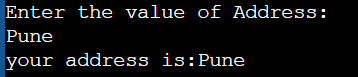 Enter the value of Address:
Pune
your address is:Pune